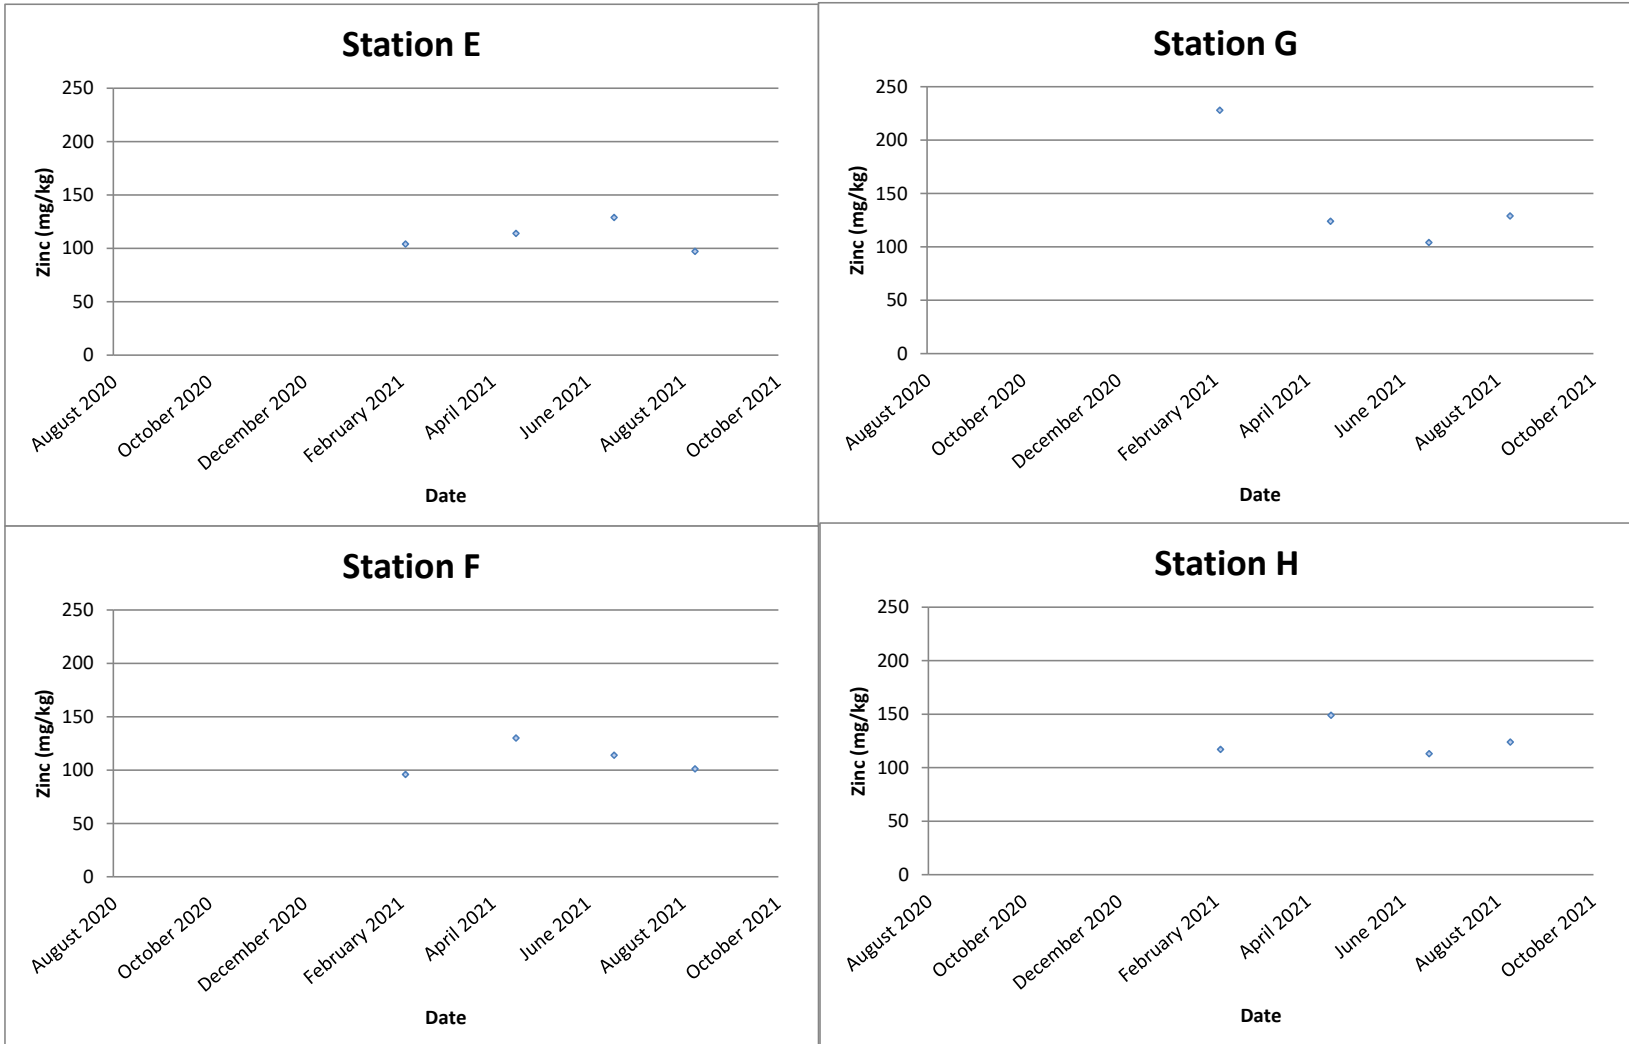 Station E
250
200
150
100
50
0
Zinc (mg/kg)
August 2020
October 2020
December 2020
February 2021
April 2021
June 2021
August 2021
October 2021
Date
Station G
250
200
150
100
50
0
Zinc (mg/kg)
August 2020
October 2020
December 2020
February 2021
April 2021
June 2021
August 2021
October 2021
Date
Station F
250
200
150
100
50
0
Zinc (mg/kg)
August 2020
October 2020
December 2020
February 2021
April 2021
June 2021
August 2021
October 2021
Date
Station H
250
200
150
100
50
0
Zinc (mg/kg)
August 2020
October 2020
December 2020
February 2021
April 2021
June 2021
August 2021
October 2021
Date